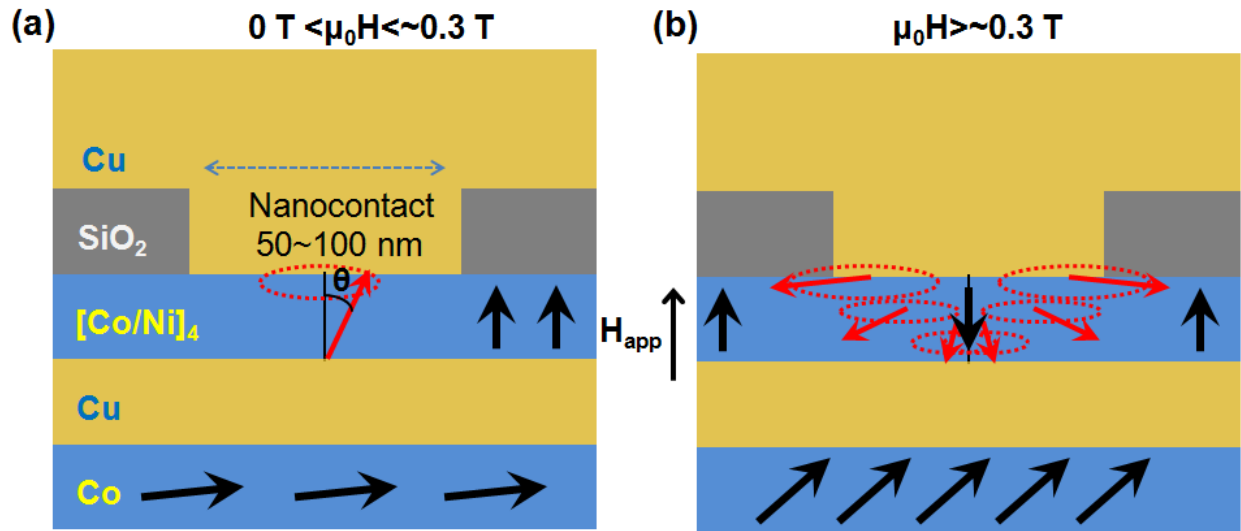 (a)
0 T <μ₀H<~0.3 T
Cu
Nanocontact
50~100 nm
SiO₂
θ
[Co/Ni]₄
Cu
Co
(b)
μ₀H>~0.3 T
Hₐₚₚ